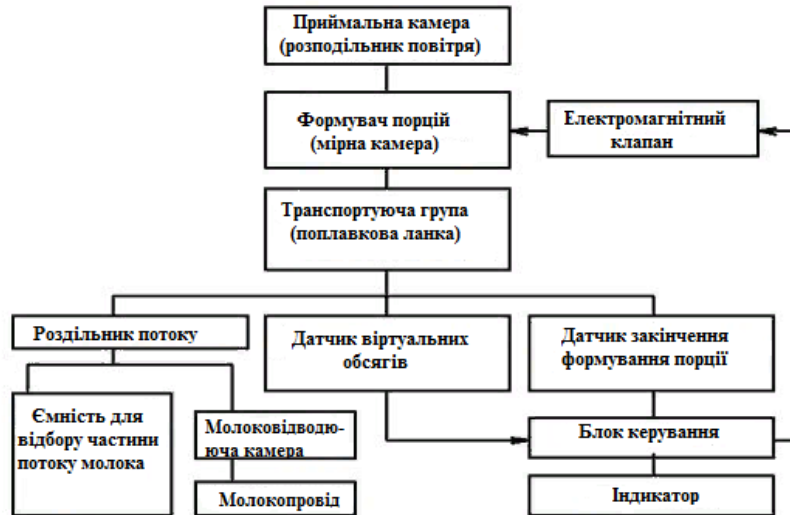 Приймальна камера
(розподільник повітря)
Формувач порцій
(мірна камера)
Електромагнітний
клапан
Транспортуюча група
(поплавкова ланка)
Роздільник потоку
Датчик віртуальних
обсягів
Датчик закінчення
формування порції
Ємність для
відбору частини
потоку молока
Молоковідводю-
юча камера
Молокопровід
Блок керування
Індикатор